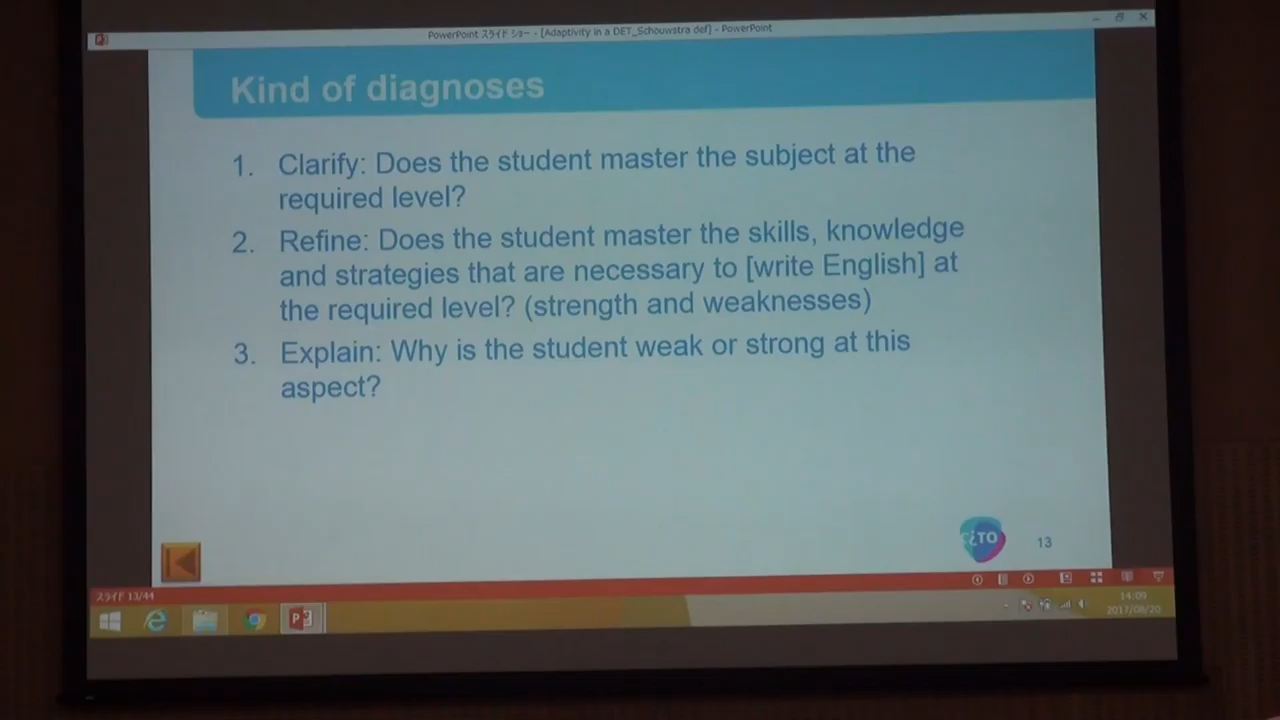 PowerPoint スライド ショー - [Adaptivity in a DET_Schouwstra def] - PowerPoint
Kind of diagnoses
1. Clarify: Does the student master the subject at the
required level?
2. Refine: Does the student master the skills, knowledge
and strategies that are necessary to [write English] at
the required level? (strength and weaknesses)
3. Explain: Why is the student weak or strong at this
aspect?
CiTO
13
スライド 13/44
14:09
2017/08/20